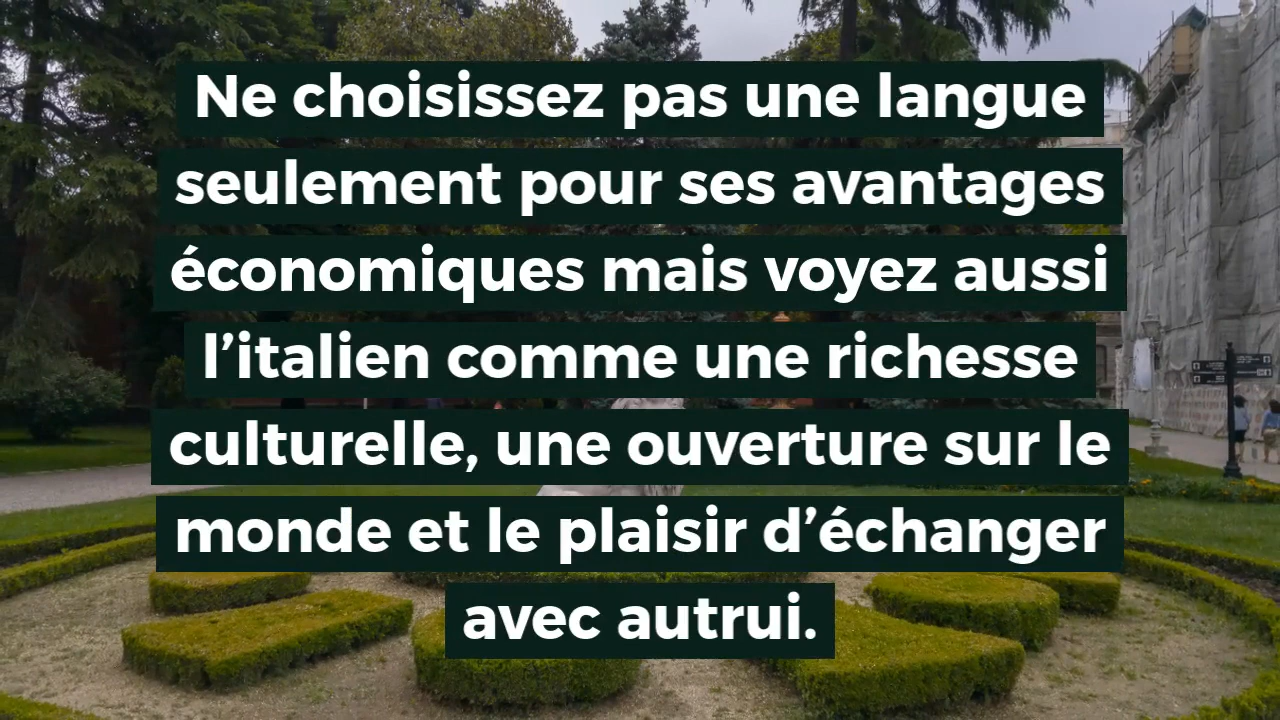 Ne choisissez pas une langue
seulement pour ses avantages
économiques mais voyez aussi
l’italien comme une richesse
culturelle, une ouverture sur le
monde et le plaisir d’échanger
avec autrui.